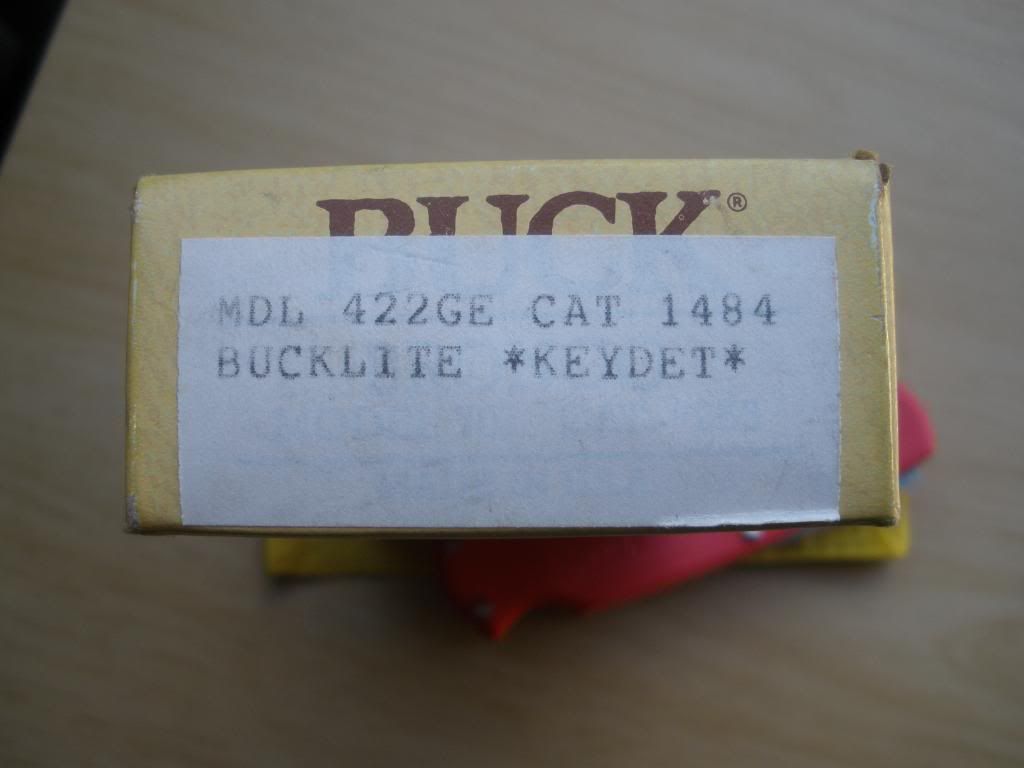 BUCK®
MDL 422GE CAT 1484
BUCKLITE *KEYDET*